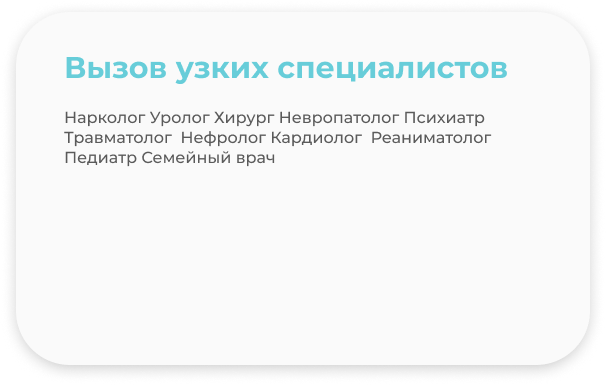 Вызов узких специалистов
Нарколог Уролог Хирург Невропатолог Психиатр
Травматолог  Нефролог Кардиолог  Реаниматолог
Педиатр Семейный врач